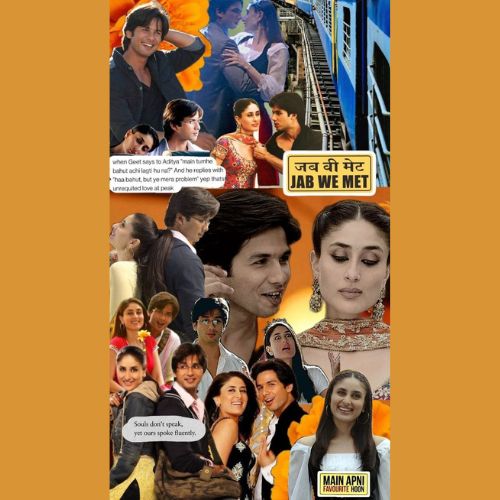 when Geet says to Aditya "main tumhe
bahut achi lagti hu na?" And he replies with
"haa bahut, but ye mera problem" yep thats
unrequited love at peak.
जब वी मेट
JAB WE MET
Souls don't speak,
yet ours spoke fluently.
MAIN APNI
FAVOURITE HOON